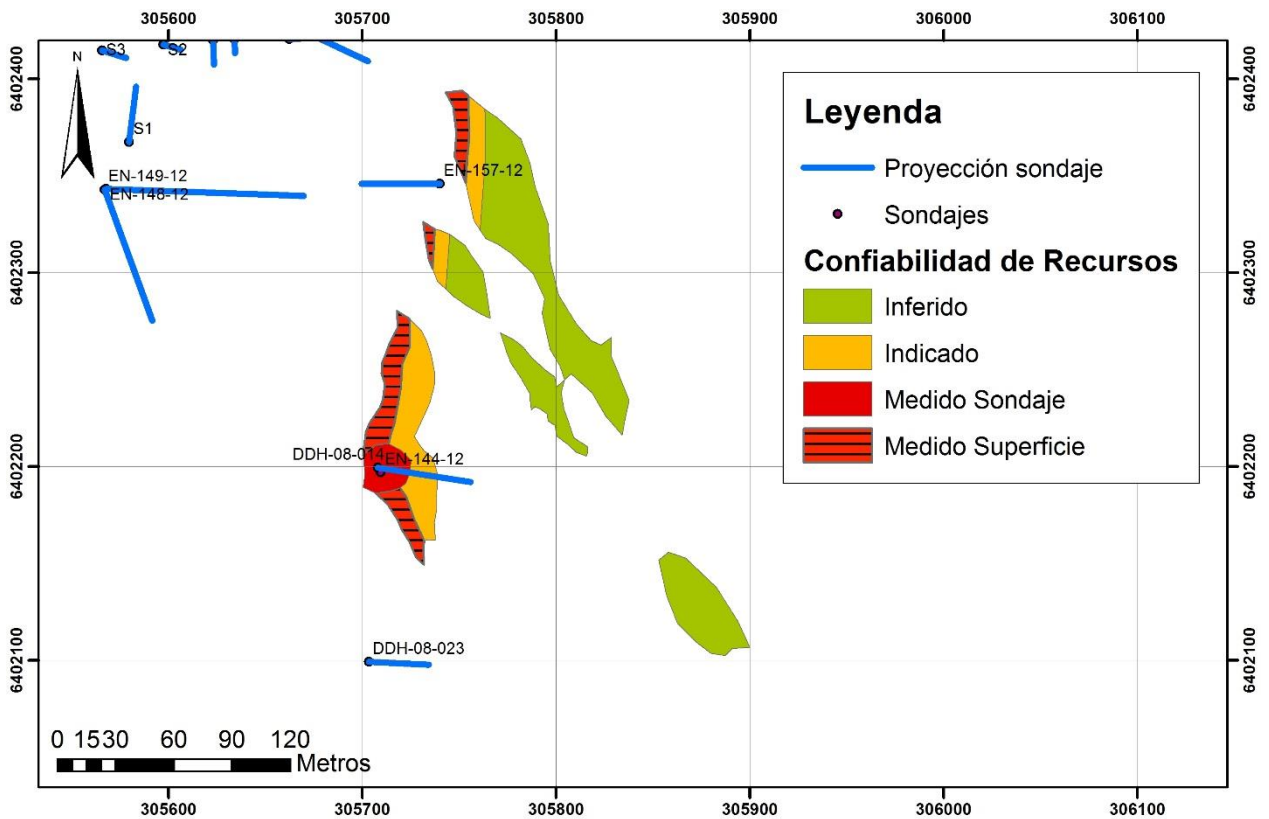 305600 305700 305800 305900 306000 306100
6402400 6402400
S3 S2
N
S1
EN-149-12
EN-148-12
EN-157-12
Leyenda
Proyección sondaje
Sondajes
Confiabilidad de Recursos
Inferido
Indicado
Medido Sondaje
Medido Superficie
6402300 6402300
DDH-08-014 EN-144-12
6402200 6402200
DDH-08-023
6402100 6402100
0 15 30 60 90 120
Metros
305600 305700 305800 305900 306000 306100